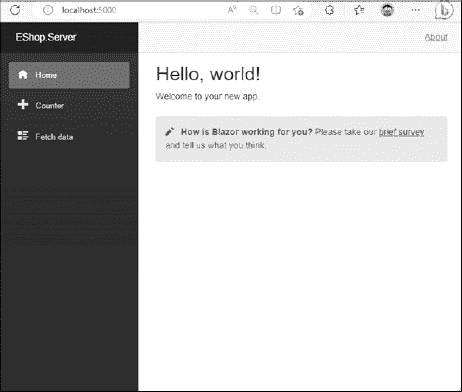 localhost:5000
EShop.Server
About
Home
Counter
Fetch data
Hello, world!
Welcome to your new app.
How is Blazor working for you? Please take our brief survey
and tell us what you think.